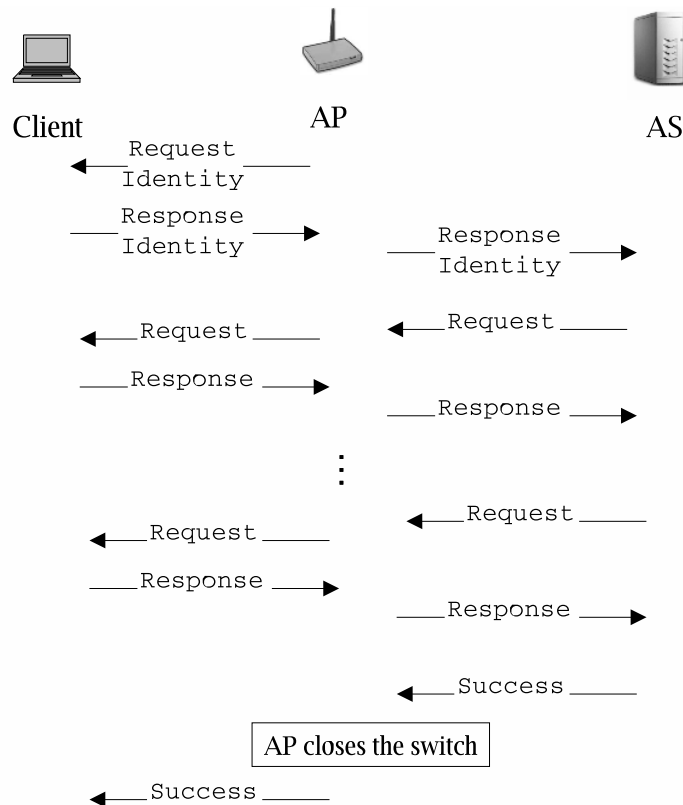 Client
AP
AS
Request
Identity
Response
Identity
Response
Identity
Request
Request
Response
Response
⋮
Request
Request
Response
Response
Success
AP closes the switch
Success